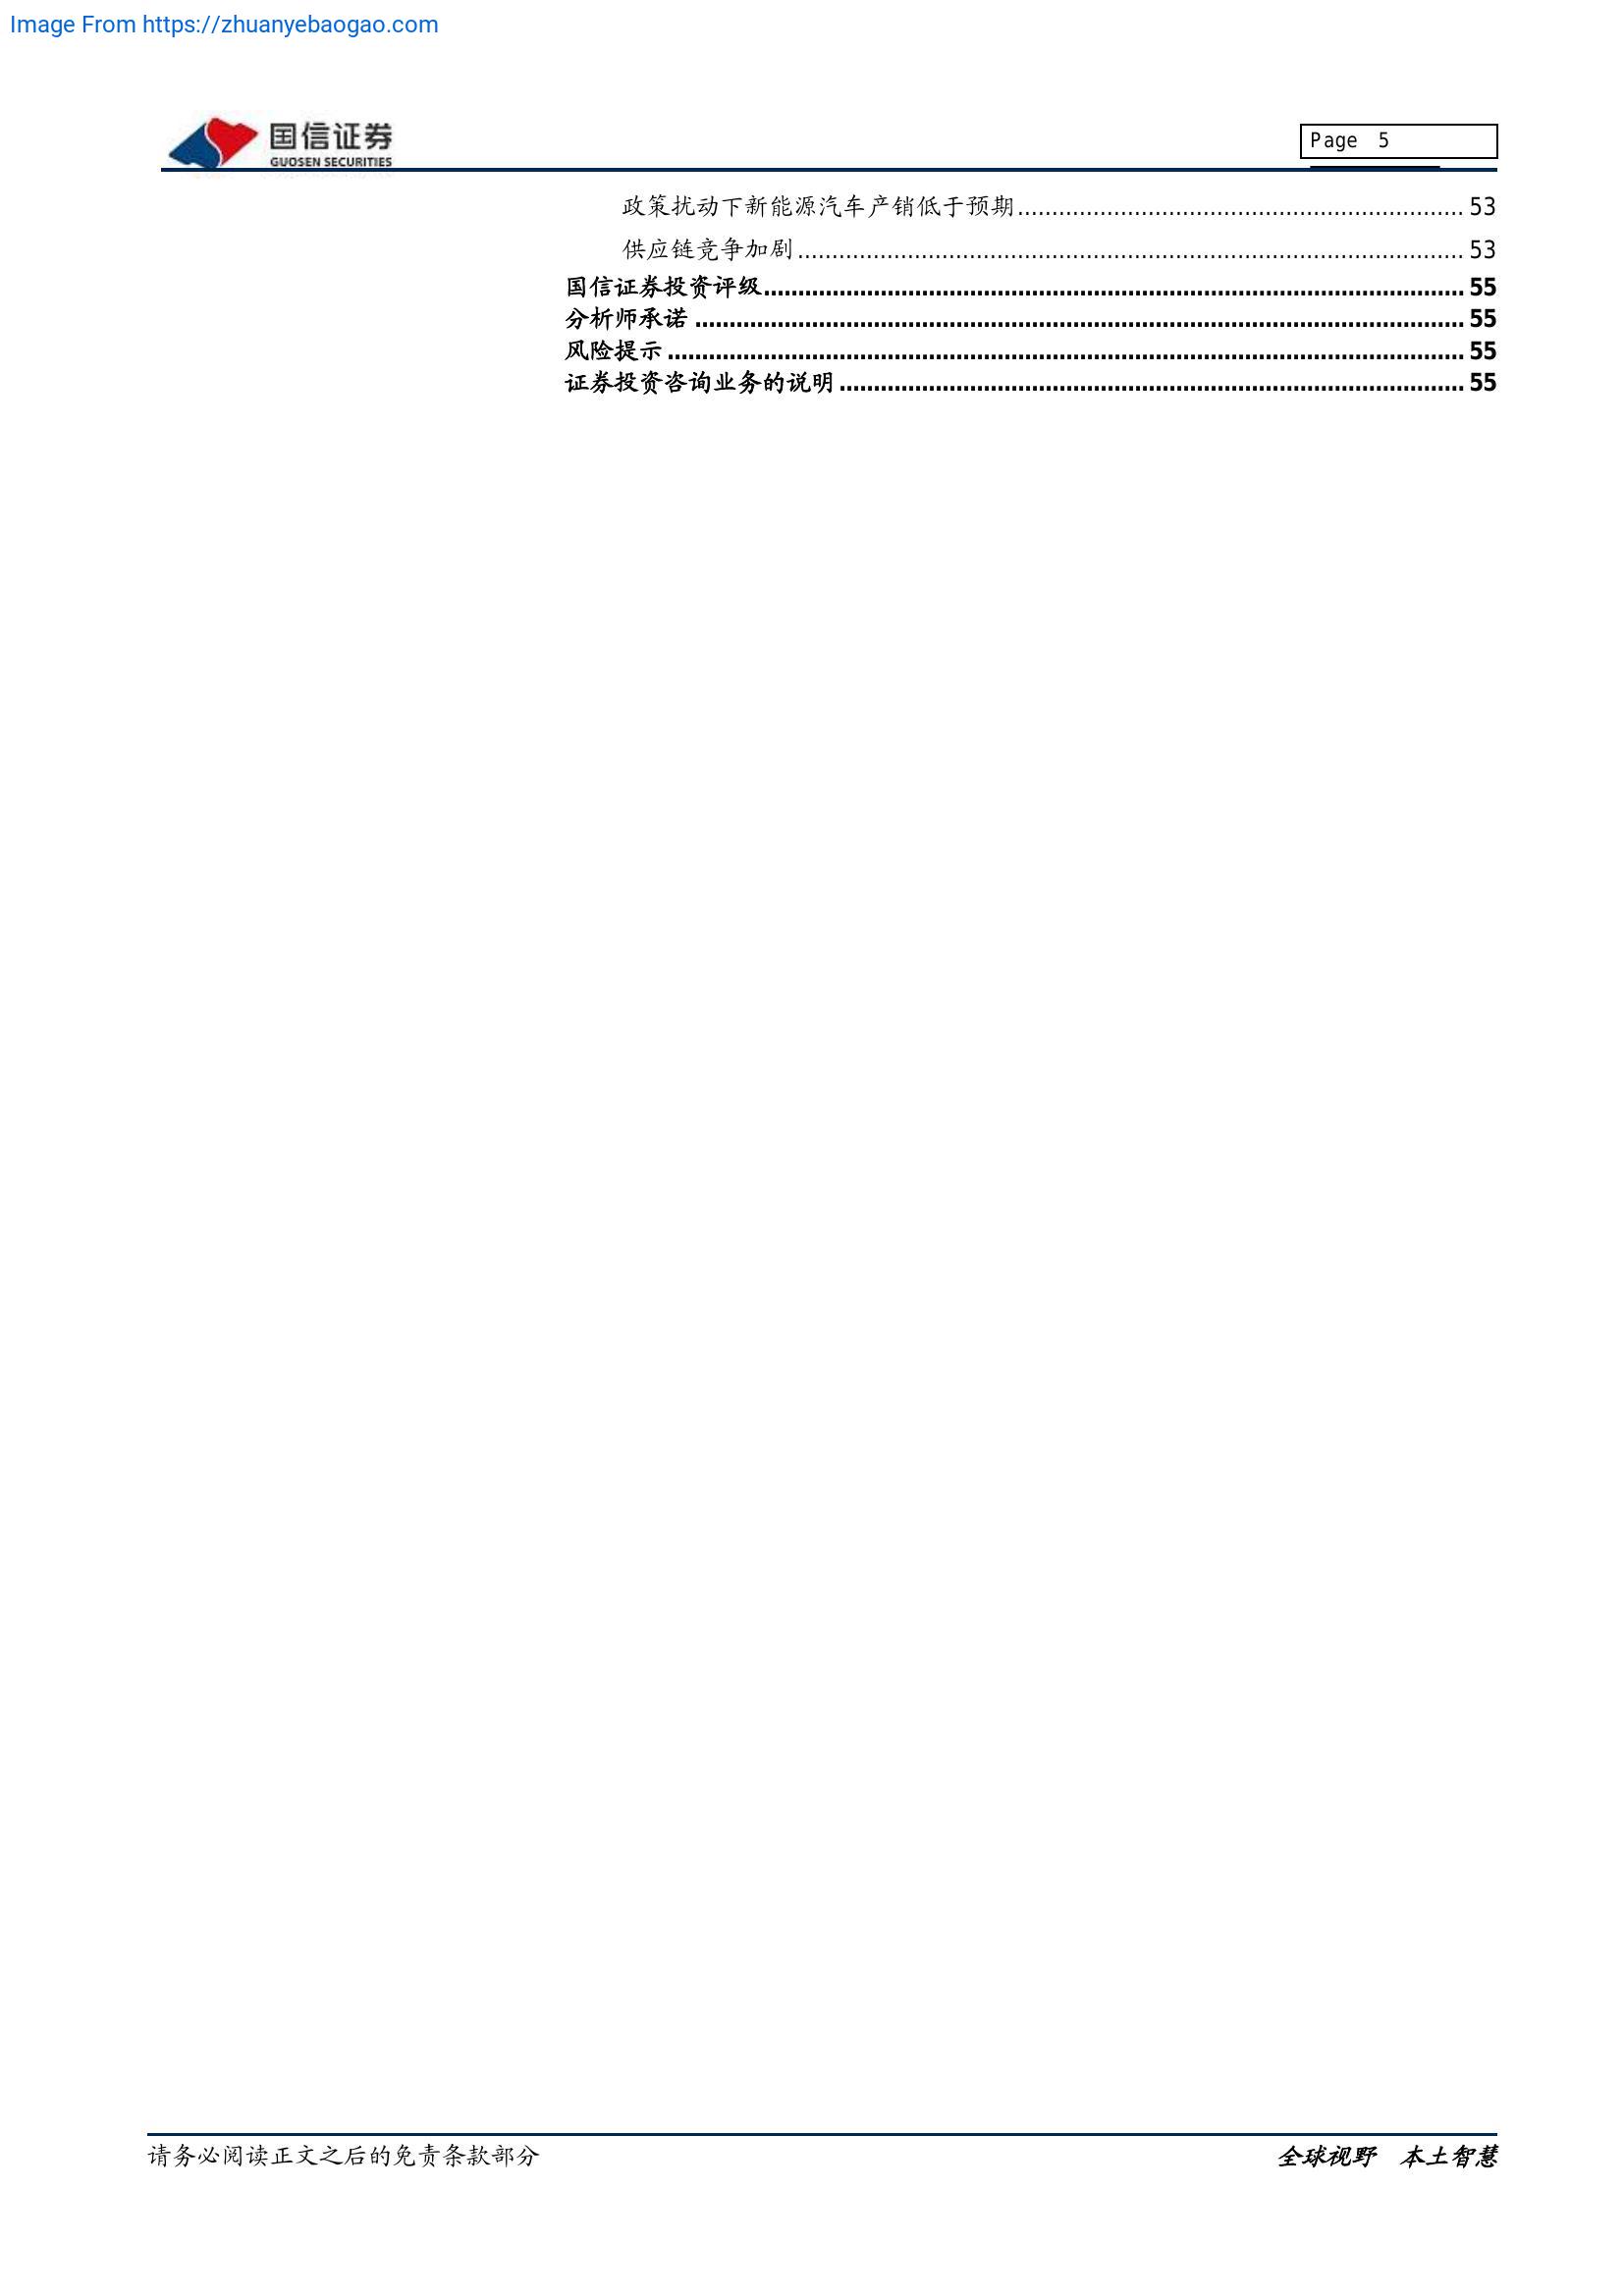 Image From https://zhuanyebaogao.com
国信证券
GUOSEN SECURITIES
Page 5
政策扰动下新能源汽车产销低于预期................................................................. 53
供应链竞争加剧................................................................................................. 53
国信证券投资评级...................................................................................................... 55
分析师承诺 ................................................................................................................ 55
风险提示 .................................................................................................................... 55
证券投资咨询业务的说明 ........................................................................................... 55
请务必阅读正文之后的免责条款部分
全球视野 本土智慧